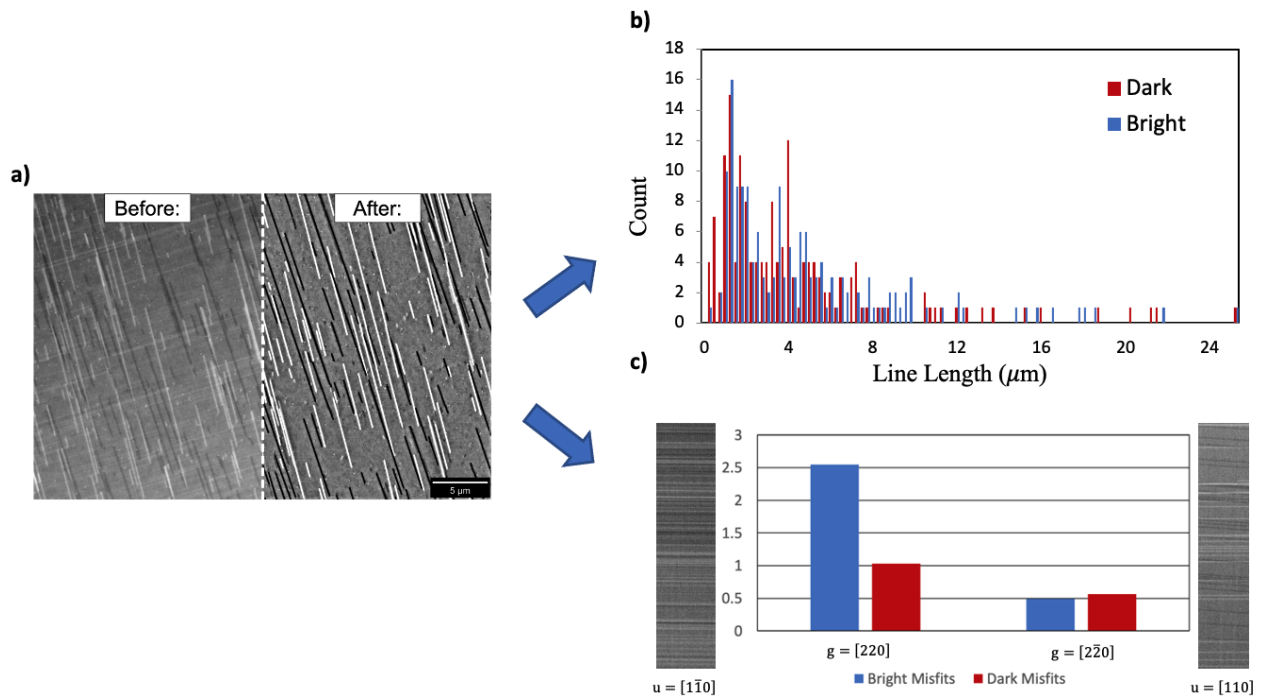 a)
Before:
After:
5 μm
b)
18
16
14
12
10
8
6
4
2
0
Count
Dark
Bright
0 4 8 12 16 20 24
Line Length (μm)
c)
3
2.5
2
1.5
1
0.5
0
g = [220] g = [22̅0]
Bright Misfits Dark Misfits
u = [11̅0]
u = [110]